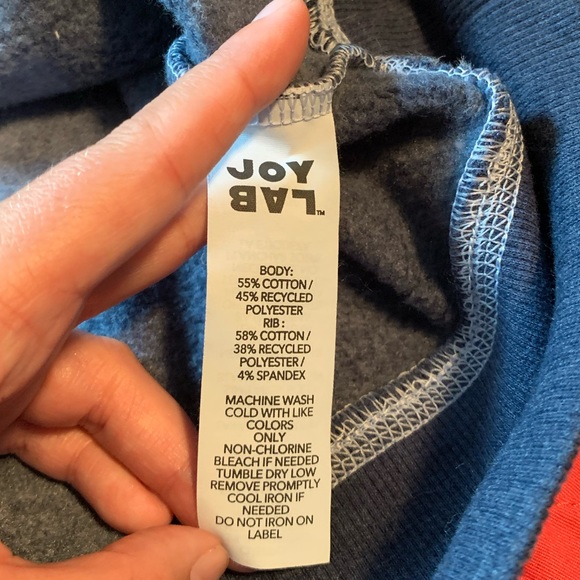 JOY
LAB™
BODY:
55% COTTON /
45% RECYCLED
POLYESTER
RIB :
58% COTTON /
38% RECYCLED
POLYESTER /
4% SPANDEX
MACHINE WASH
COLD WITH LIKE
COLORS
ONLY
NON-CHLORINE
BLEACH IF NEEDED
TUMBLE DRY LOW
REMOVE PROMPTLY
COOL IRON IF
NEEDED
DO NOT IRON ON
LABEL